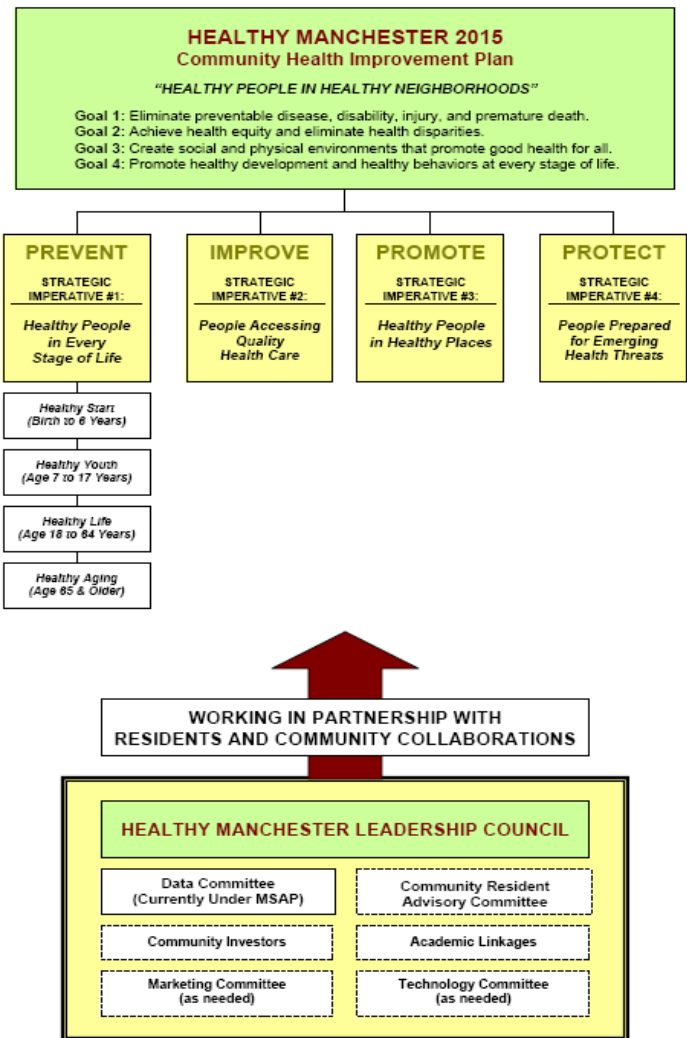 HEALTHY MANCHESTER 2015
Community Health Improvement Plan
“HEALTHY PEOPLE IN HEALTHY NEIGHBORHOODS”
Goal 1: Eliminate preventable disease, disability, injury, and premature death.
Goal 2: Achieve health equity and eliminate health disparities.
Goal 3: Create social and physical environments that promote good health for all.
Goal 4: Promote healthy development and healthy behaviors at every stage of life.
PREVENT
STRATEGIC
IMPERATIVE #1:
Healthy People
in Every
Stage of Life
IMPROVE
STRATEGIC
IMPERATIVE #2:
People Accessing
Quality
Health Care
PROMOTE
STRATEGIC
IMPERATIVE #3:
Healthy People
in Healthy Places
PROTECT
STRATEGIC
IMPERATIVE #4:
People Prepared
for Emerging
Health Threats
Healthy Start
(Birth to 6 Years)
Healthy Youth
(Age 7 to 17 Years)
Healthy Life
(Age 18 to 64 Years)
Healthy Aging
(Age 65 & Older)
WORKING IN PARTNERSHIP WITH
RESIDENTS AND COMMUNITY COLLABORATIONS
HEALTHY MANCHESTER LEADERSHIP COUNCIL
Data Committee
(Currently Under MSAP)
Community Resident
Advisory Committee
Community Investors
Academic Linkages
Marketing Committee
(as needed)
Technology Committee
(as needed)